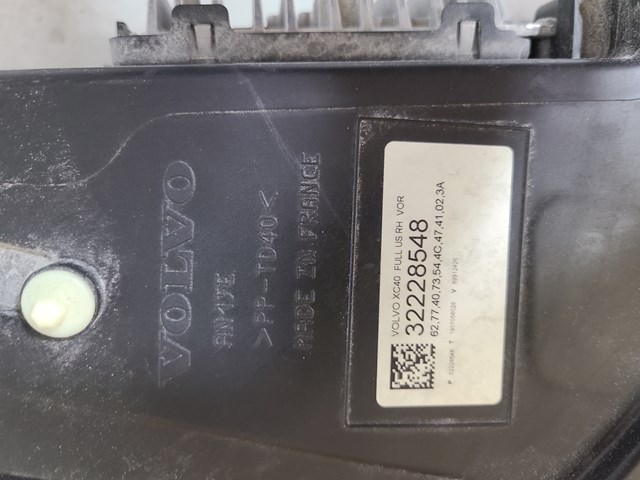 VOLVO
>PP-TD40<
MADE IN FRANCE
VOLVO XC40 FULL US RH VOR
32228548
62,77,40,73,54,4C,47,41,02,3A